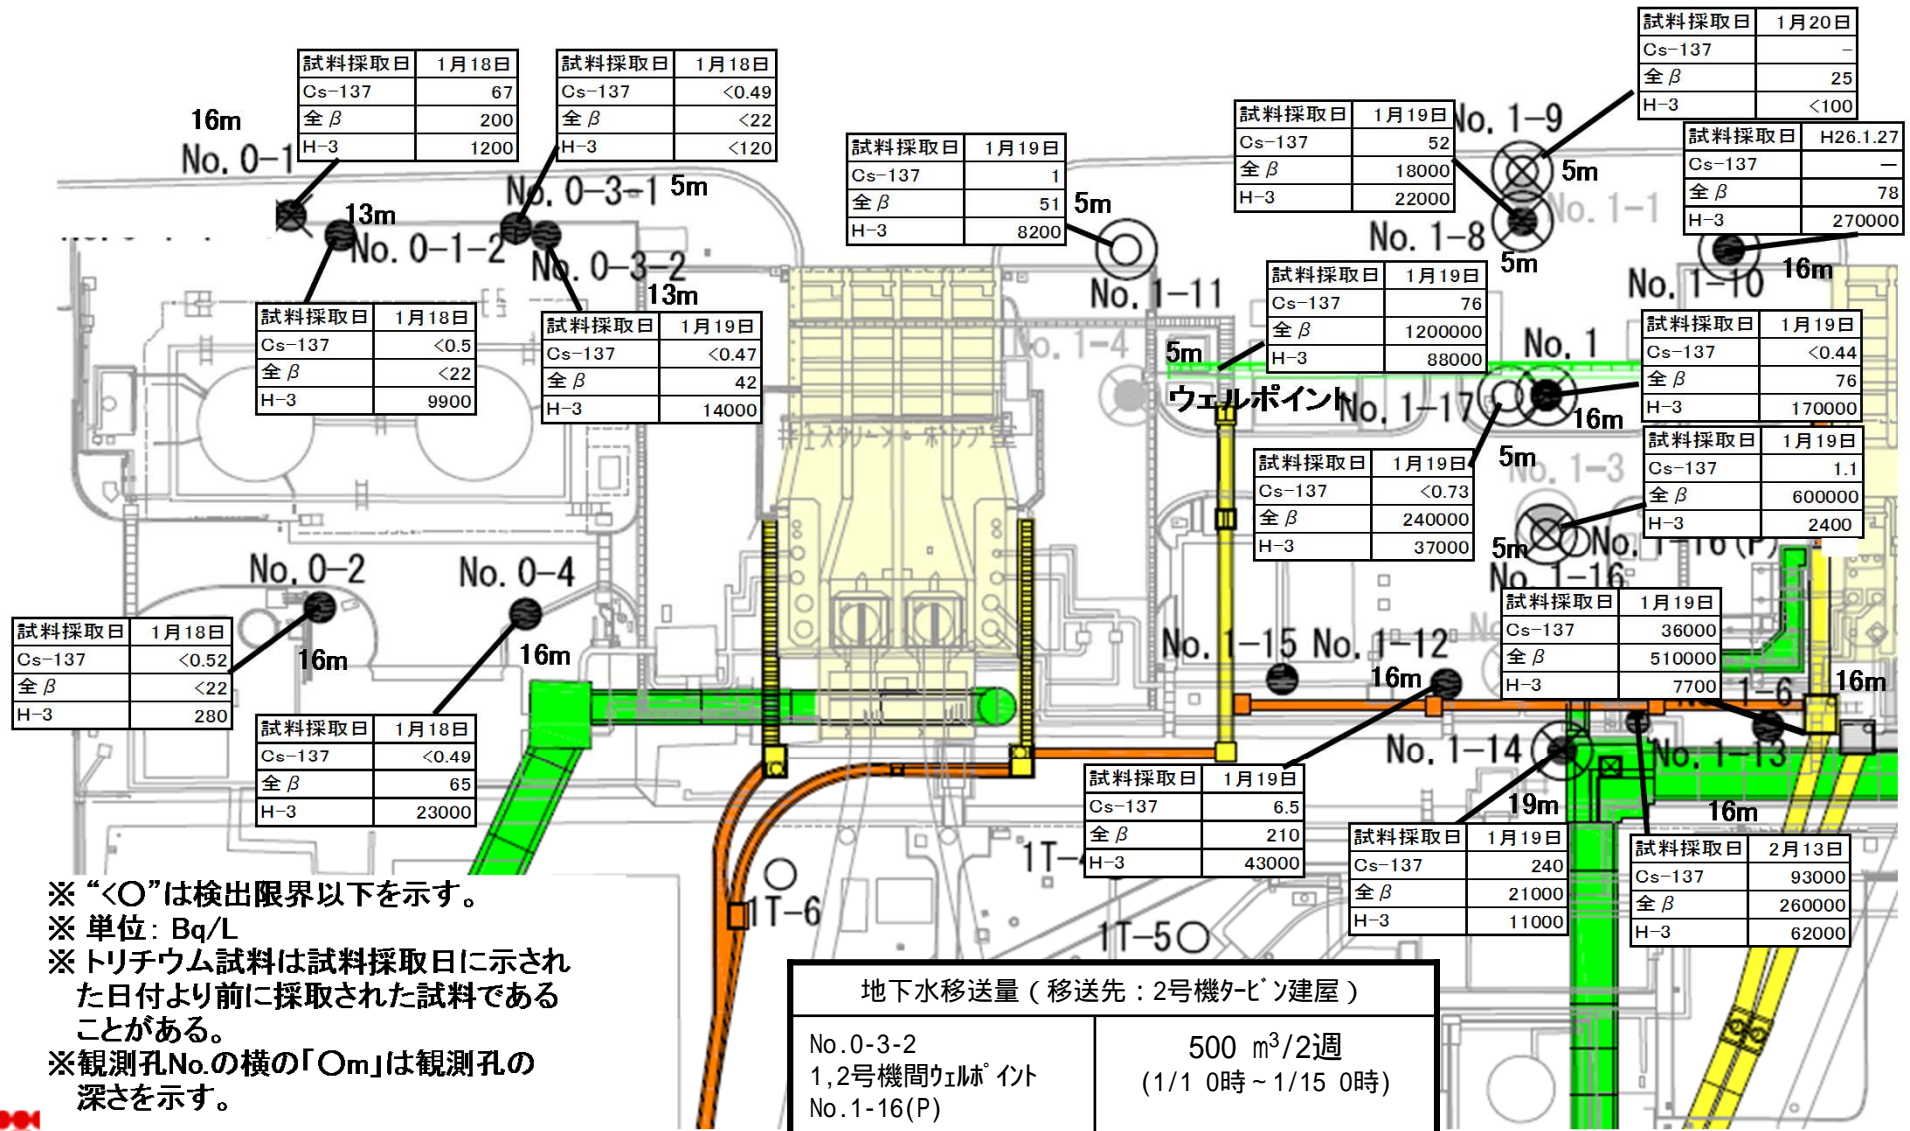 試料採取日 1月20日
Cs-137 -
全β 25
H-3 <100
試料採取日 1月18日
Cs-137 67
全β 200
H-3 1200
試料採取日 1月18日
Cs-137 <0.49
全β <22
H-3 <120
16m
No. 0-1
試料採取日 1月19日
Cs-137 1
全β 51
H-3 8200
5m
試料採取日 1月19日
Cs-137 52
全β 18000
H-3 22000
No. 1-9
5m
試料採取日 H26.1.27
Cs-137 —
全β 78
H-3 270000
No. 0-3-1 5m
13m
No. 0-1-2
No. 0-3-2
13m
No. 1-1
No. 1-8
5m
16m
No. 1-10
No. 1-11
試料採取日 1月18日
Cs-137 <0.5
全β <22
H-3 9900
試料採取日 1月19日
Cs-137 <0.47
全β 42
H-3 14000
試料採取日 1月19日
Cs-137 76
全β 1200000
H-3 88000
5m
ウェルポイント
No. 1
No. 1-17
16m
試料採取日 1月19日
Cs-137 <0.44
全β 76
H-3 170000
試料採取日 1月19日
Cs-137 <0.73
全β 240000
H-3 37000
5m
No. 1-3
試料採取日 1月19日
Cs-137 1.1
全β 600000
H-3 2400
5m
No. 1-16(P)
No. 1-16
No. 0-2
16m
No. 0-4
16m
試料採取日 1月18日
Cs-137 <0.52
全β <22
H-3 280
試料採取日 1月18日
Cs-137 <0.49
全β 65
H-3 23000
No. 1-15
No. 1-12
16m
試料採取日 1月19日
Cs-137 36000
全β 510000
H-3 7700
1-6
16m
No. 1-14
19m
No. 1-13
16m
試料採取日 1月19日
Cs-137 6.5
全β 210
H-3 43000
試料採取日 1月19日
Cs-137 240
全β 21000
H-3 11000
試料採取日 2月13日
Cs-137 93000
全β 260000
H-3 62000
1T-6
1T-5
※ “<〇”は検出限界以下を示す。
※ 単位: Bq/L
※ トリチウム試料は試料採取日に示され
た日付より前に採取された試料である
ことがある。
※観測孔No.の横の「〇m」は観測孔の
深さを示す。
地下水移送量(移送先:2号機タービン建屋)
No.0-3-2
1,2号機間ウェルポイント
No.1-16(P)
500 m³/2週
(1/1 0時~1/15 0時)